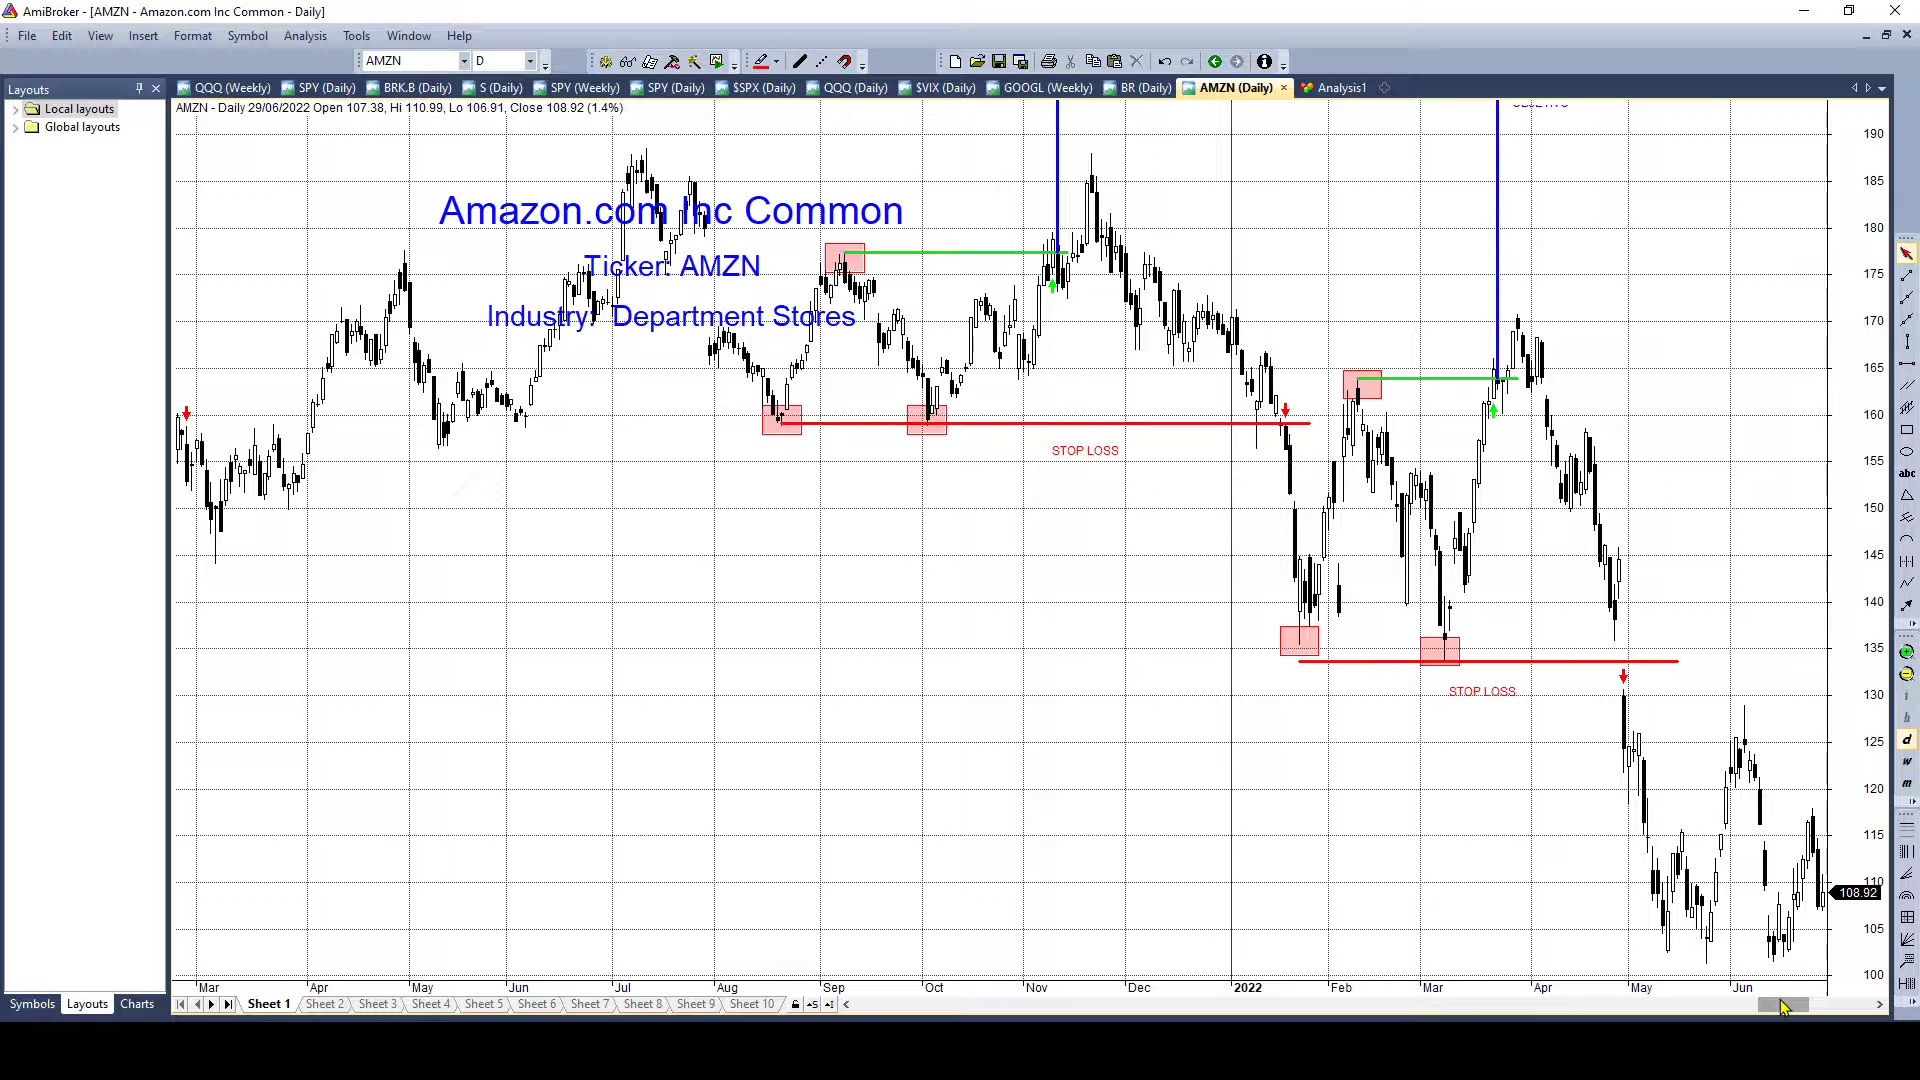 AmiBroker - [AMZN - Amazon.com Inc Common - Daily]
File Edit View Insert Format Symbol Analysis Tools Window Help
AMZN D
Layouts
QQQ (Weekly) SPY (Daily) BRK.B (Daily) S (Daily) SPY (Weekly) SPY (Daily) $SPX (Daily) QQQ (Daily) $VIX (Daily) GOOGL (Weekly) BR (Daily) AMZN (Daily) Analysis1
Local layouts
Global layouts
AMZN - Daily 29/06/2022 Open 107.38, Hi 110.99, Lo 106.91, Close 108.92 (1.4%)
Amazon.com Inc Common
Ticker: AMZN
Industry: Department Stores
STOP LOSS
STOP LOSS
190
185
180
175
170
165
160
155
150
145
140
135
130
125
120
115
110
108.92
105
100
abc
d
w
m
Mar Apr May Jun Jul Aug Sep Oct Nov Dec 2022 Feb Mar Apr May Jun
Symbols Layouts Charts
Sheet 1 Sheet 2 Sheet 3 Sheet 4 Sheet 5 Sheet 6 Sheet 7 Sheet 8 Sheet 9 Sheet 10